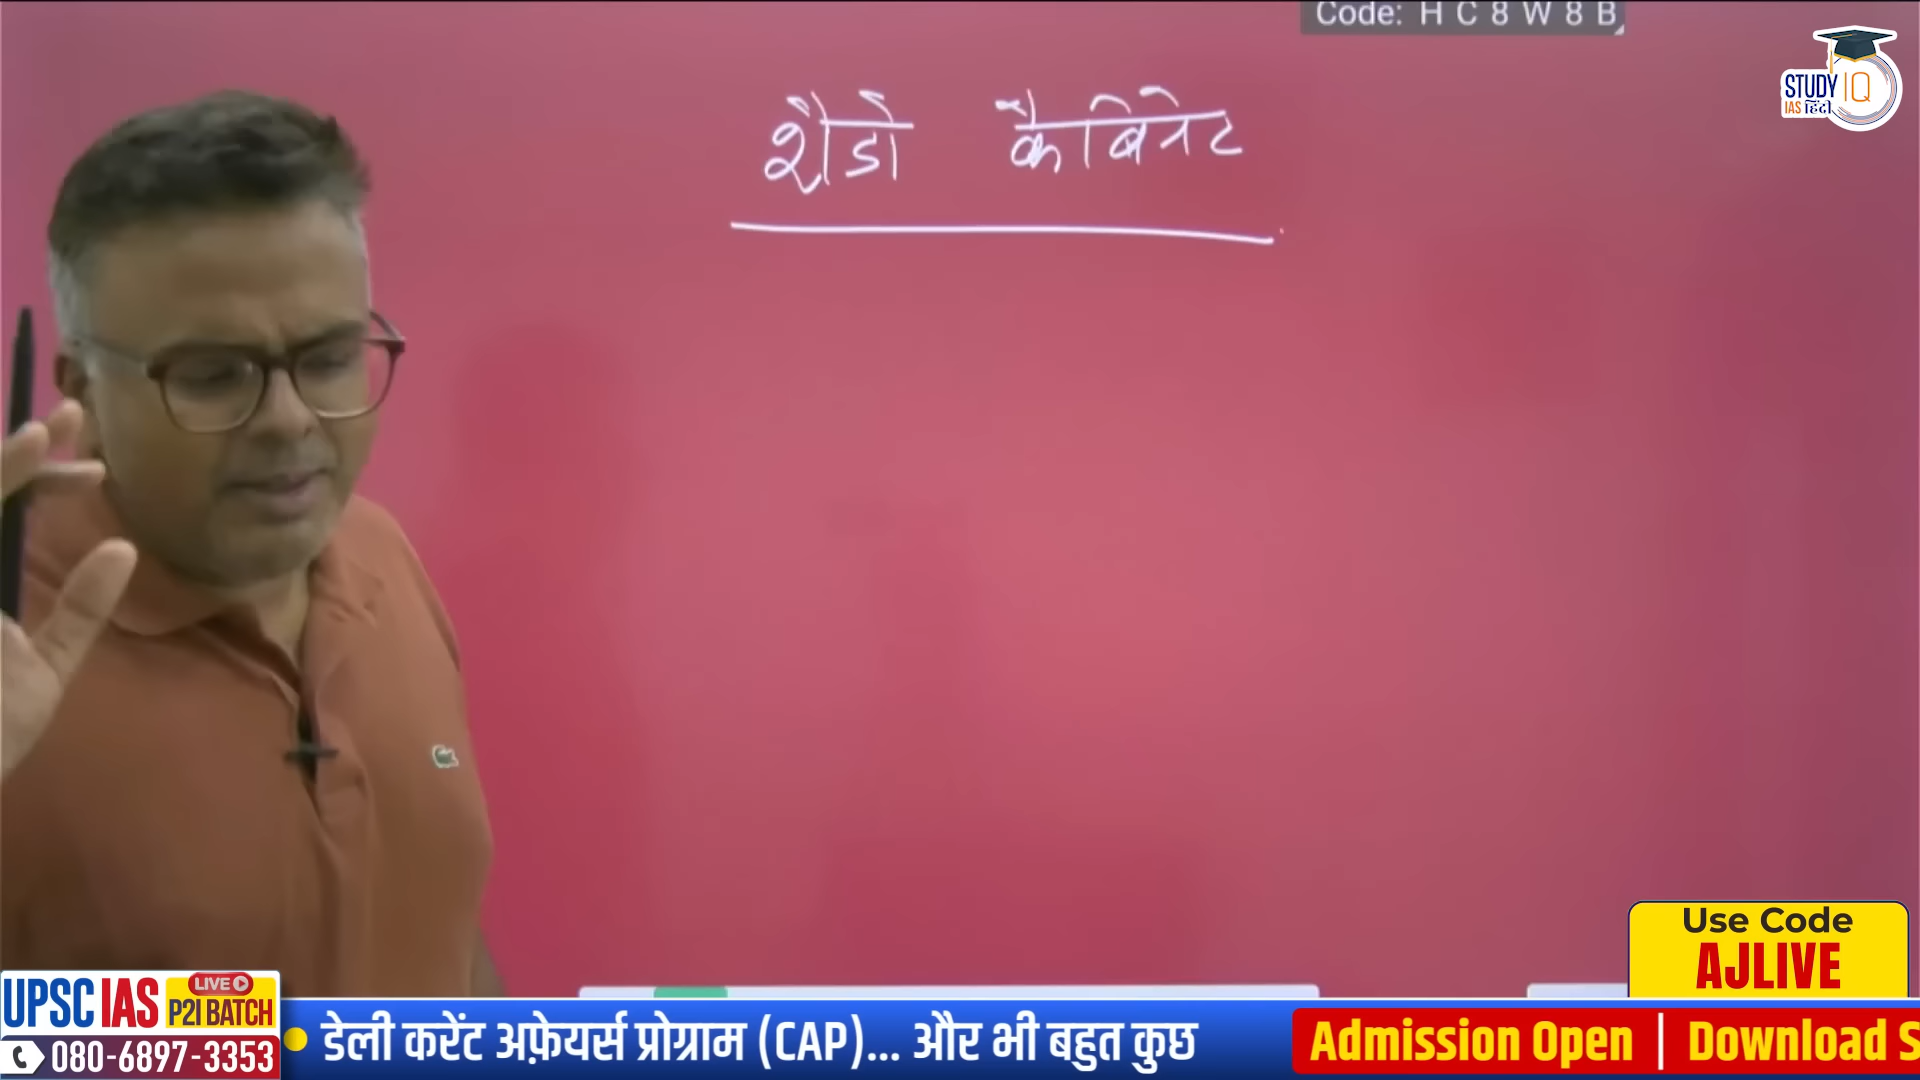 Code: H C 8 W 8 B
STUDY IQ
IAS हिंदी
शैडो कैबिनेट
Use Code
AJLIVE
UPSC IAS LIVE P2I BATCH
080-6897-3353
डेली करेंट अफ़ेयर्स प्रोग्राम (CAP)... और भी बहुत कुछ
Admission Open | Download S